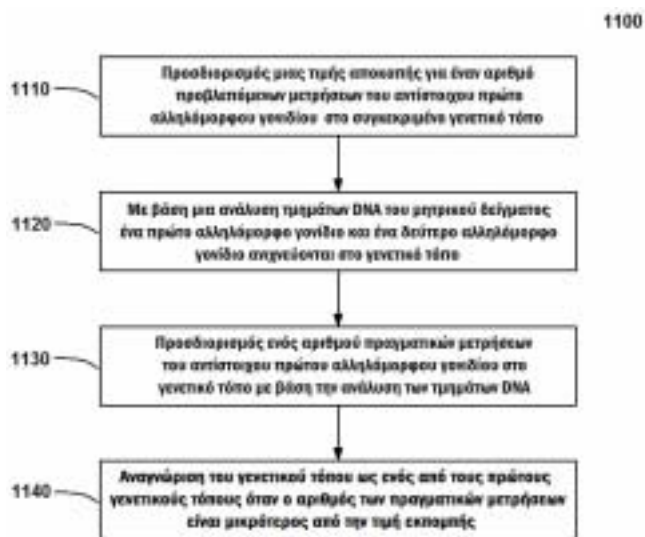 1100
1110
Προσδιορισμός μιας τιμής αποκοπής για έναν αριθμό
προβλεπόμενων μετρήσεων του αντίστοιχου πρώτο
αλληλόμορφου γονιδίου στο συγκεκριμένο γενετικό τόπο
1120
Με βάση μια ανάλυση τμημάτων DNA του μητρικού δείγματος
ένα πρώτο αλληλόμορφο γονίδιο και ένα δεύτερο αλληλόμορφο
γονίδιο ανιχνεύονται στο γενετικό τόπο
1130
Προσδιορισμός ενός αριθμού πραγματικών μετρήσεων
του αντίστοιχου πρώτου αλληλόμορφου γονιδίου στο
γενετικό τόπο με βάση την ανάλυση των τμημάτων DNA
1140
Αναγνώριση του γενετικού τόπου ως ενός από τους πρώτους
γενετικούς τόπους όταν ο αριθμός των πραγματικών μετρήσεων
είναι μικρότερος από την τιμή εκπομπής